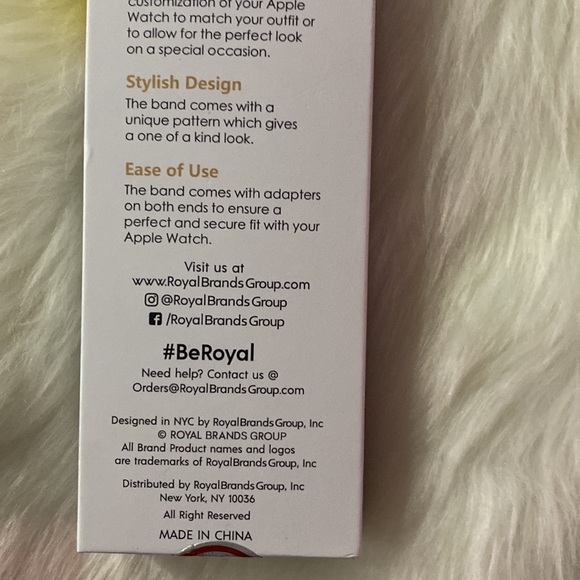 customization of your Apple
Watch to match your outfit or
to allow for the perfect look
on a special occasion.
Stylish Design
The band comes with a
unique pattern which gives
a one of a kind look.
Ease of Use
The band comes with adapters
on both ends to ensure a
perfect and secure fit with your
Apple Watch.
Visit us at
www.RoyalBrandsGroup.com
@RoyalBrandsGroup
/RoyalBrandsGroup
#BeRoyal
Need help? Contact us @
Orders@RoyalBrandsGroup.com
Designed in NYC by RoyalBrandsGroup, Inc
© ROYAL BRANDS GROUP
All Brand Product names and logos
are trademarks of RoyalBrandsGroup, Inc
Distributed by RoyalBrandsGroup, Inc
New York, NY 10036
All Right Reserved
MADE IN CHINA